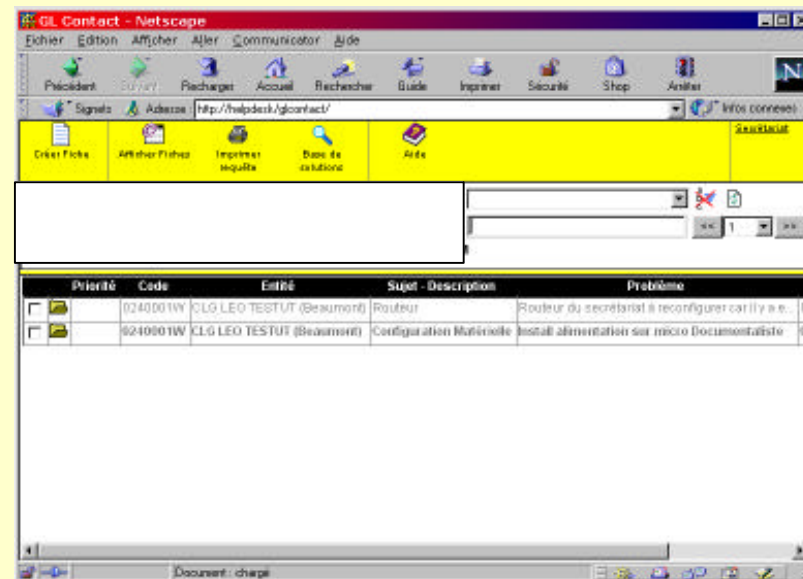 GL Contact - Netscape
Fichier Edition Afficher Aller Communicator Aide
Précédent Suivant Recharger Accueil Rechercher Guide Imprimer Sécurité Shop Arrêter
Signets Adresse : http://helpdesk/glcontact/ Infos connexes
Créer Fiche Afficher Fiches Imprimer requête Base de solutions Aide Secrétariat
<< 1 >>
Priorité Code Entité Sujet - Description Problème
0240001W CLG LEO TESTUT (Beaumont) Routeur Routeur du secrétariat à reconfigurer car il y a e...
0240001W CLG LEO TESTUT (Beaumont) Configuration Matérielle Install alimentation sur micro Documentaliste
Document : chargé